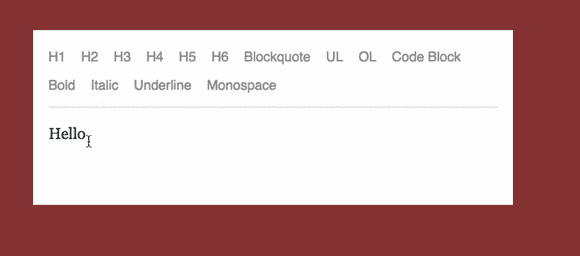 H1 H2 H3 H4 H5 H6 Blockquote UL OL Code Block
Bold Italic Underline Monospace
Hello